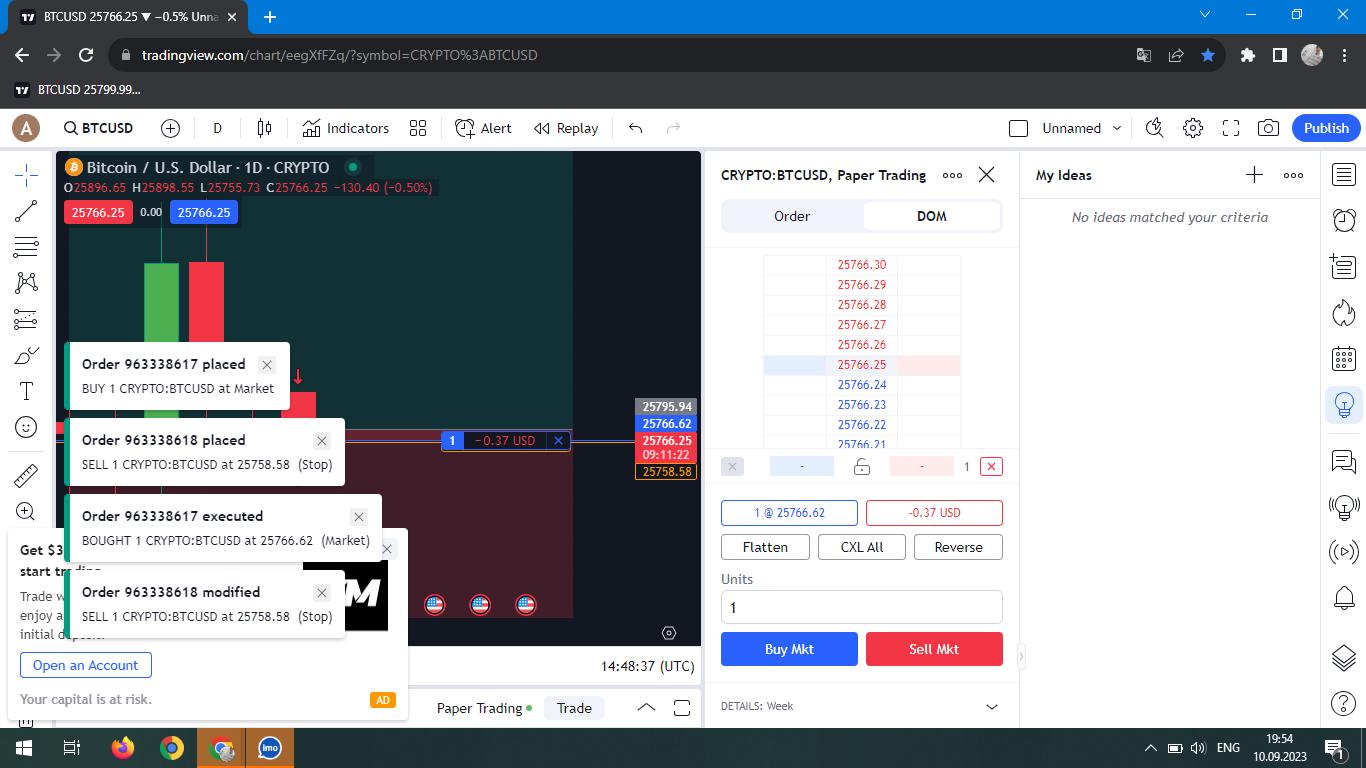 BTCUSD 25766.25 ▼ −0.5% Unna
tradingview.com/chart/eegXfFZq/?symbol=CRYPTO%3ABTCUSD
BTCUSD 25799.99...
A
BTCUSD
D
Indicators
Alert
Replay
Unnamed
Publish
Bitcoin / U.S. Dollar · 1D · CRYPTO
O25896.65 H25898.55 L25755.73 C25766.25 −130.40 (−0.50%)
25766.25
0.00
25766.25
Order 963338617 placed
BUY 1 CRYPTO:BTCUSD at Market
Order 963338618 placed
SELL 1 CRYPTO:BTCUSD at 25758.58 (Stop)
Order 963338617 executed
BOUGHT 1 CRYPTO:BTCUSD at 25766.62 (Market)
Order 963338618 modified
SELL 1 CRYPTO:BTCUSD at 25758.58 (Stop)
1
−0.37 USD
25795.94
25766.62
25766.25
09:11:22
25758.58
Get $3
start trading
Trade w
enjoy a
initial deposit.
Open an Account
Your capital is at risk.
AD
14:48:37 (UTC)
Paper Trading
Trade
CRYPTO:BTCUSD, Paper Trading
Order
DOM
25766.30
25766.29
25766.28
25766.27
25766.26
25766.25
25766.24
25766.23
25766.22
25766.21
-
-
1
1 @ 25766.62
-0.37 USD
Flatten
CXL All
Reverse
Units
1
Buy Mkt
Sell Mkt
DETAILS: Week
My Ideas
No ideas matched your criteria
imo
ENG
19:54
10.09.2023
1